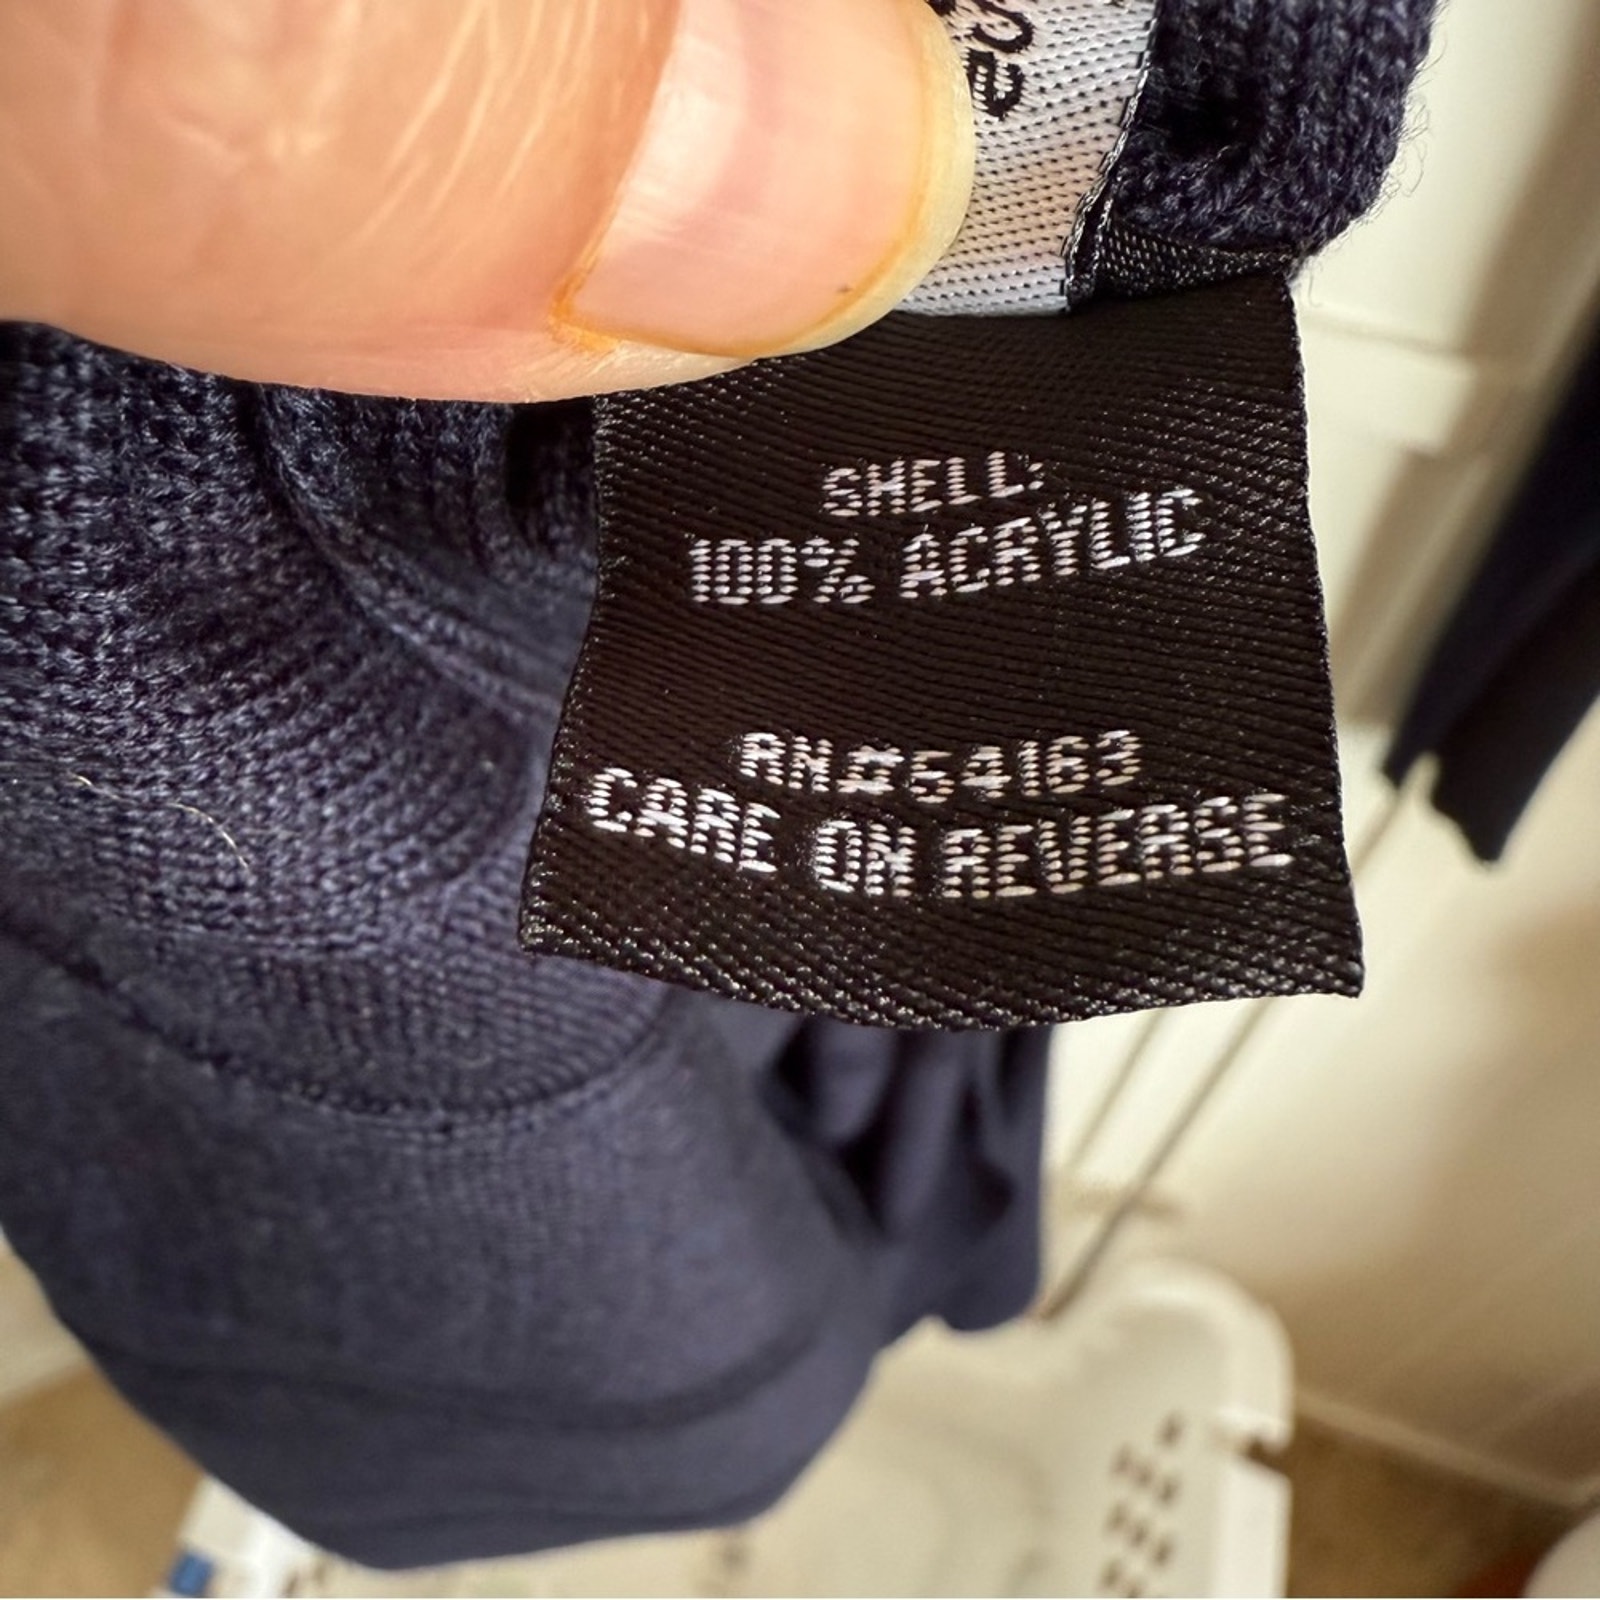 SHELL:
100% ACRYLIC
RN#54163
CARE ON REVERSE